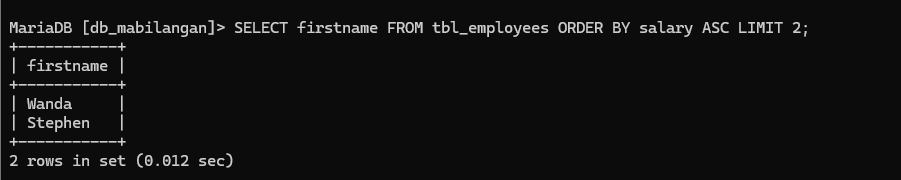 MariaDB [db_mabilangan]> SELECT firstname FROM tbl_employees ORDER BY salary ASC LIMIT 2;
+-----------+
| firstname |
+-----------+
| Wanda     |
| Stephen   |
+-----------+
2 rows in set (0.012 sec)